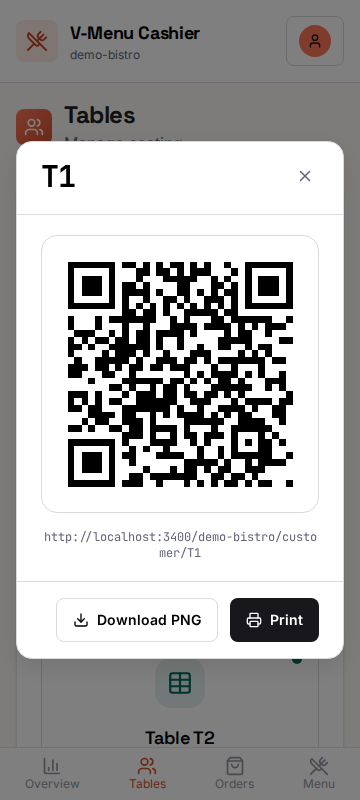 V-Menu Cashier
demo-bistro
Tables
T1
http://localhost:3400/demo-bistro/custo
mer/T1
Download PNG
Print
Table T2
Overview
Tables
Orders
Menu